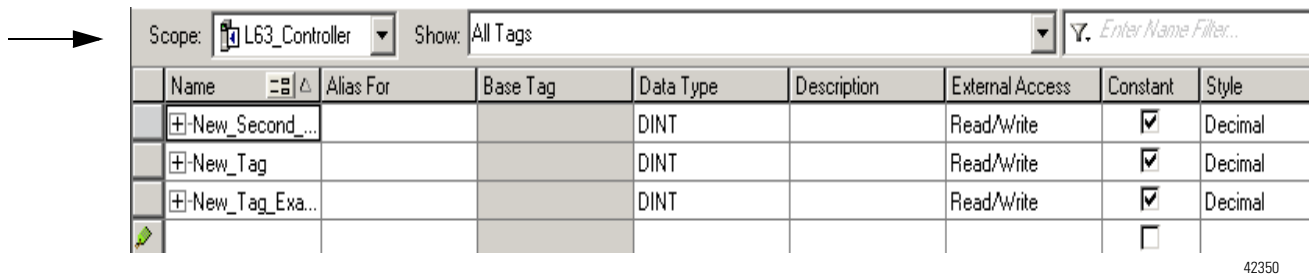 Scope: L63_Controller Show: All Tags Enter Name Filter...
Name Alias For Base Tag Data Type Description External Access Constant Style
New_Second_... DINT Read/Write Decimal
New_Tag DINT Read/Write Decimal
New_Tag_Exa... DINT Read/Write Decimal
42350